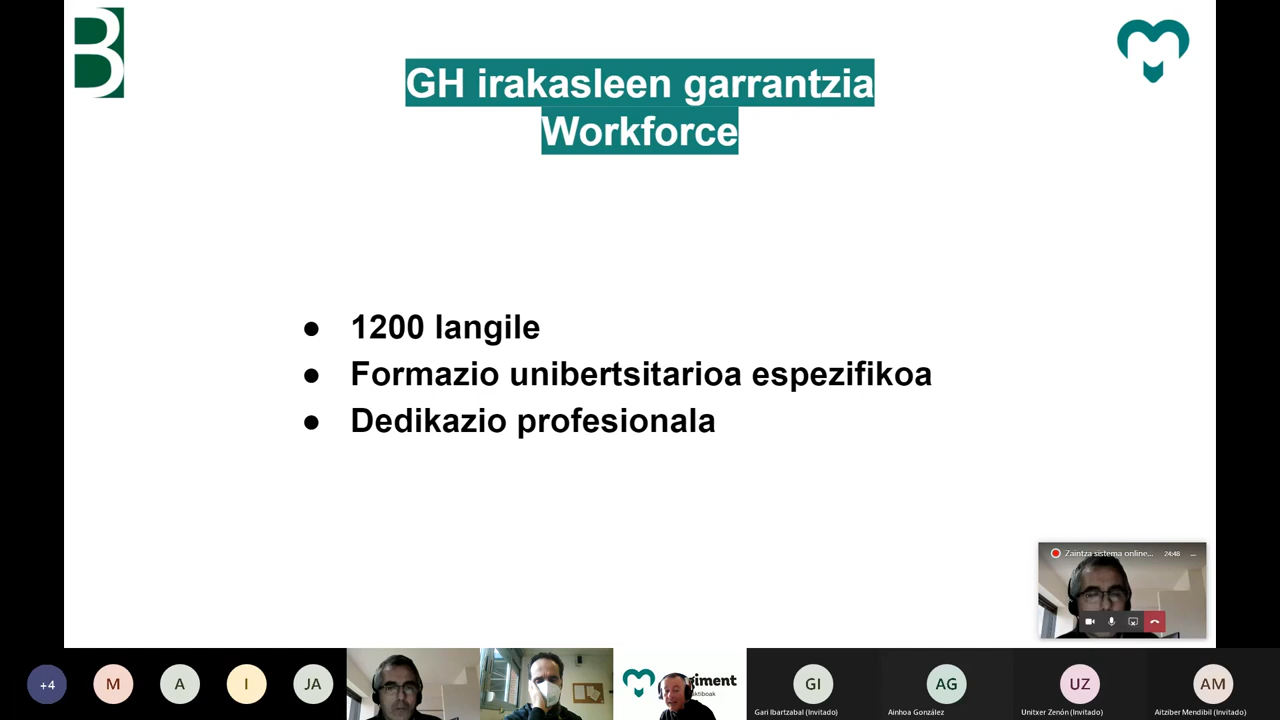 B
GH irakasleen garrantzia
Workforce
● 1200 langile
● Formazio unibertsitarioa espezifikoa
● Dedikazio profesionala
Zaintza sistema online...
24:48
...
+4
M
A
I
JA
GI
Gari Ibartzabal (Invitado)
AG
Ainhoa González
UZ
Unitxer Zenón (Invitado)
AM
Aitziber Mendibil (Invitado)